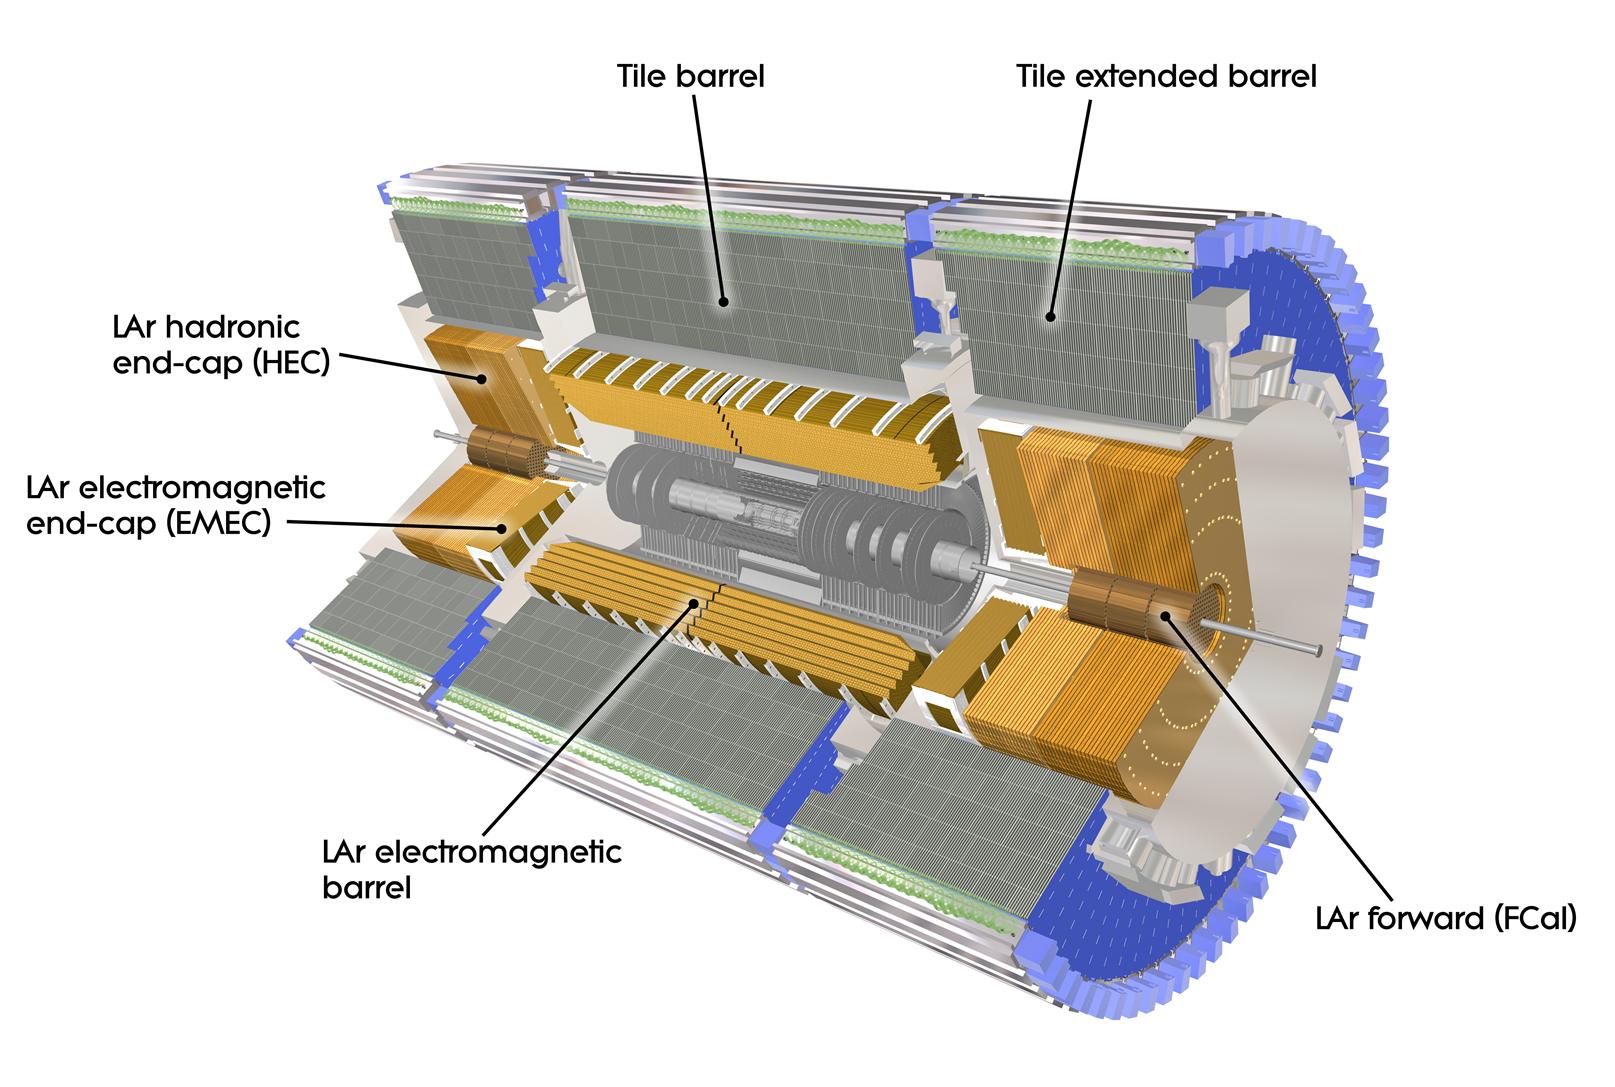 Tile barrel
Tile extended barrel
LAr hadronic
end-cap (HEC)
LAr electromagnetic
end-cap (EMEC)
LAr electromagnetic
barrel
LAr forward (FCal)